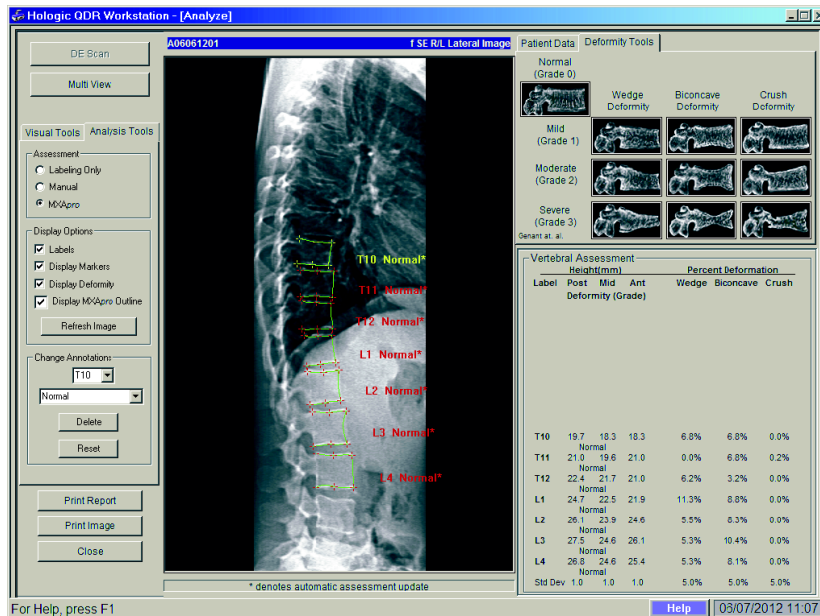 Hologic QDR Workstation - [Analyze]
DE Scan
Multi View
Visual Tools Analysis Tools
Assessment
Labeling Only
Manual
MXApro
Display Options
Labels
Display Markers
Display Deformity
Display MXApro Outline
Refresh Image
Change Annotations
T10
Normal
Delete
Reset
Print Report
Print Image
Close
A06061201 f SE R/L Lateral Image
T10 Normal*
T11 Normal*
T12 Normal*
L1 Normal*
L2 Normal*
L3 Normal*
L4 Normal*
* denotes automatic assessment update
Patient Data Deformity Tools
Normal
(Grade 0)
Wedge Deformity
Biconcave Deformity
Crush Deformity
Mild
(Grade 1)
Moderate
(Grade 2)
Severe
(Grade 3)
Genant at. al.
Vertebral Assessment
Height(mm) Percent Deformation
Label Post Mid Ant Wedge Biconcave Crush
Deformity (Grade)
T10 19.7 18.3 18.3 6.8% 6.8% 0.0%
Normal
T11 21.0 19.6 21.0 0.0% 6.8% 0.2%
Normal
T12 22.4 21.7 21.0 6.2% 3.2% 0.0%
Normal
L1 24.7 22.5 21.9 11.3% 8.8% 0.0%
Normal
L2 26.1 23.9 24.6 5.5% 8.3% 0.0%
Normal
L3 27.5 24.6 26.1 5.3% 10.4% 0.0%
Normal
L4 26.8 24.6 25.4 5.3% 8.1% 0.0%
Normal
Std Dev 1.0 1.0 1.0 5.0% 5.0% 5.0%
For Help, press F1
Help
06/07/2012 11:07